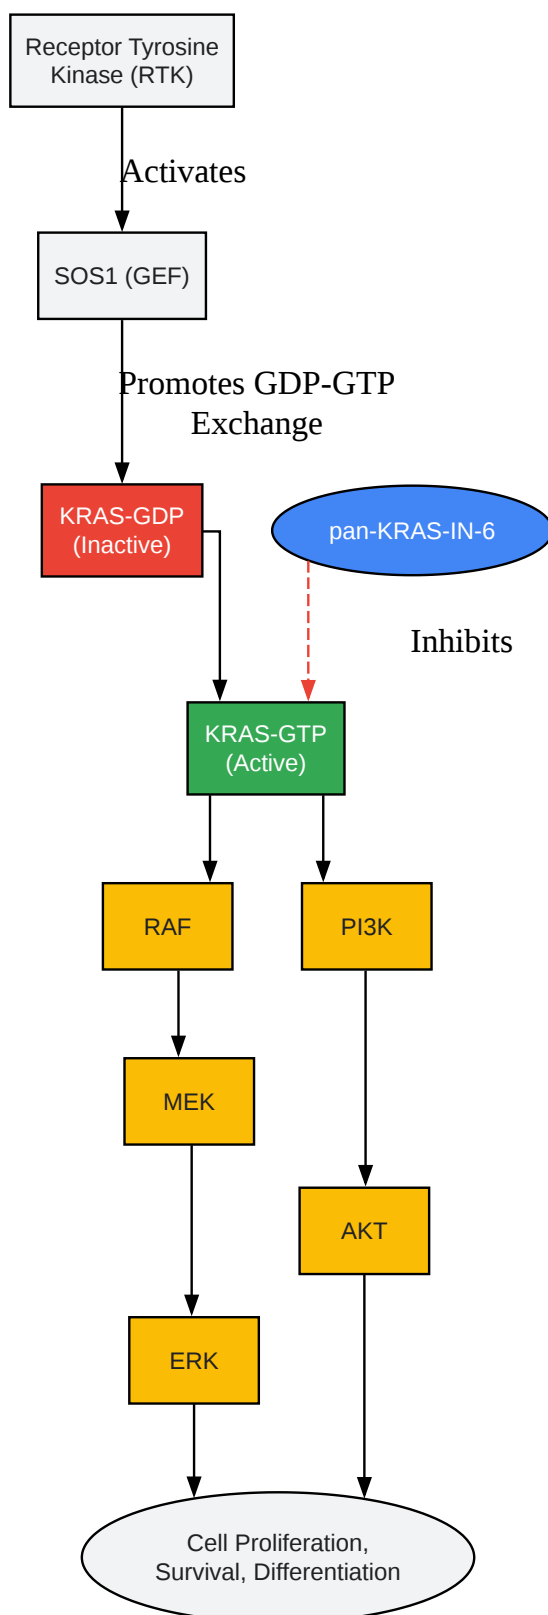 Receptor Tyrosine
Kinase (RTK)
Activates
SOS1 (GEF)
Promotes GDP-GTP
Exchange
KRAS-GDP
(Inactive)
pan-KRAS-IN-6
Inhibits
KRAS-GTP
(Active)
RAF
PI3K
MEK
AKT
ERK
Cell Proliferation,
Survival, Differentiation